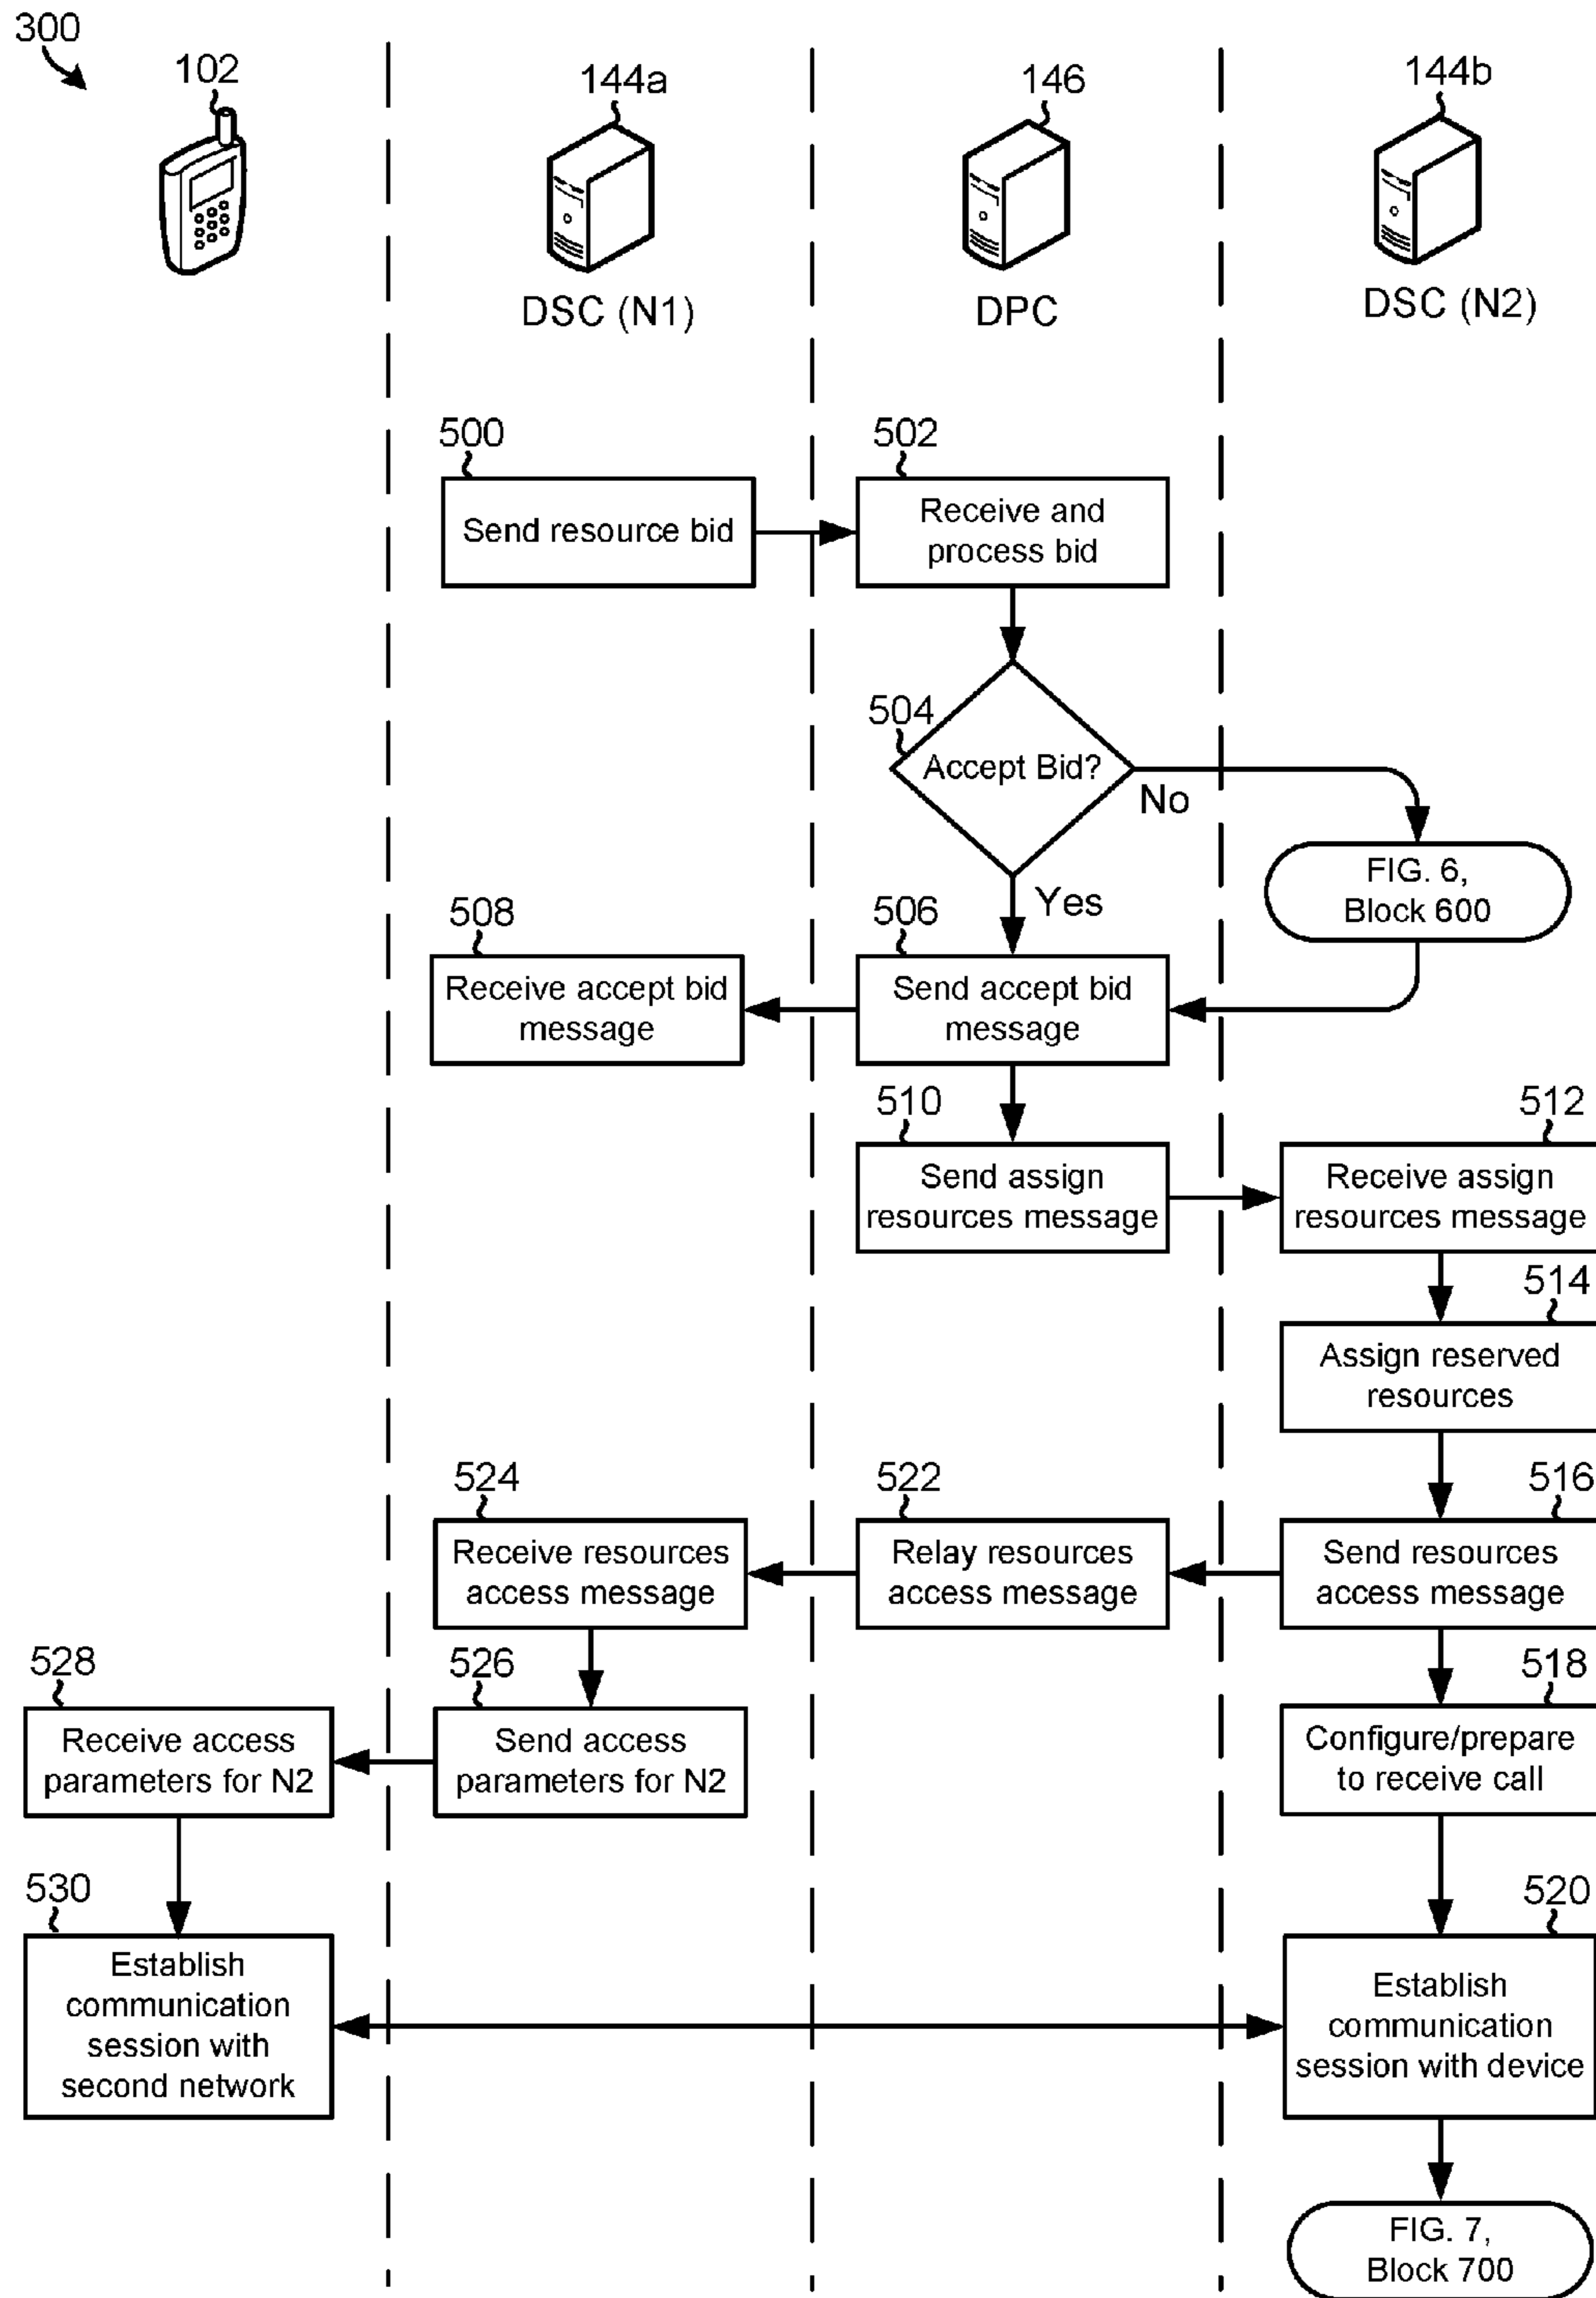 300
102
144a
146
144b
DSC (N1)
DPC
DSC (N2)
500
502
Send resource bid
Receive and
process bid
504
Accept Bid?
No
FIG. 6,
Block 600
Yes
508
506
Receive accept bid
message
Send accept bid
message
510
512
Send assign
resources message
Receive assign
resources message
514
Assign reserved
resources
524
522
516
Receive resources
access message
Relay resources
access message
Send resources
access message
528
526
518
Receive access
parameters for N2
Send access
parameters for N2
Configure/prepare
to receive call
530
520
Establish
communication
session with
second network
Establish
communication
session with device
FIG. 7,
Block 700